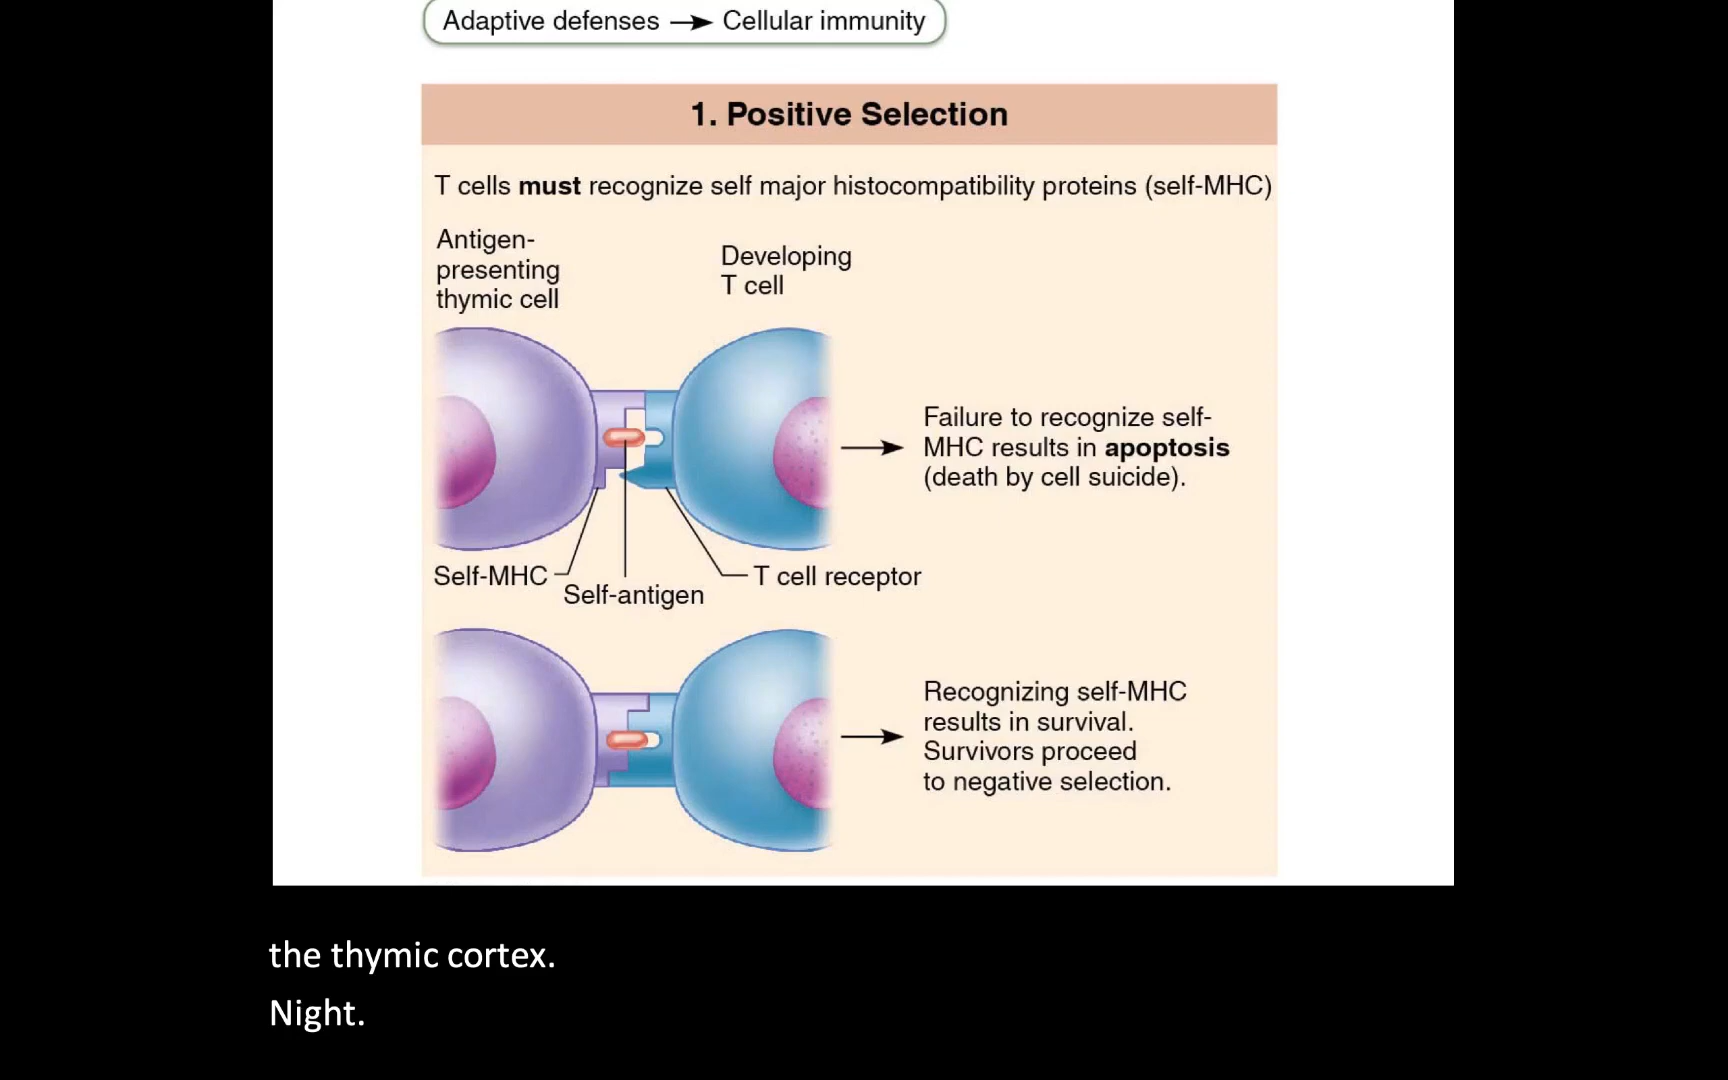 Adaptive defenses → Cellular immunity
1. Positive Selection
T cells must recognize self major histocompatibility proteins (self-MHC)
Antigen-
presenting
thymic cell
Developing
T cell
Failure to recognize self-
MHC results in apoptosis
(death by cell suicide).
Self-MHC
Self-antigen
T cell receptor
Recognizing self-MHC
results in survival.
Survivors proceed
to negative selection.
the thymic cortex.
Night.